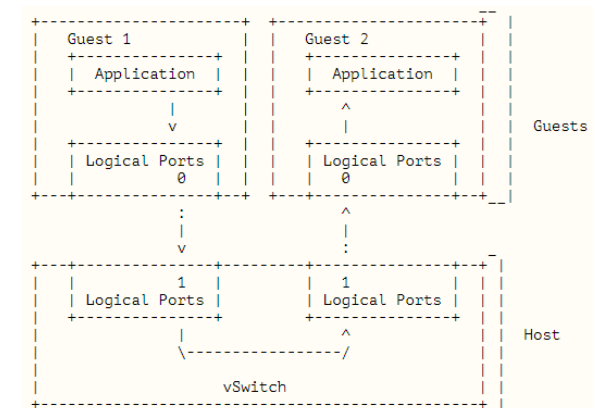 Guest 1 Guest 2
Application Application
Guests
Logical Ports Logical Ports
0 0
1 1
Logical Ports Logical Ports
Host
vSwitch